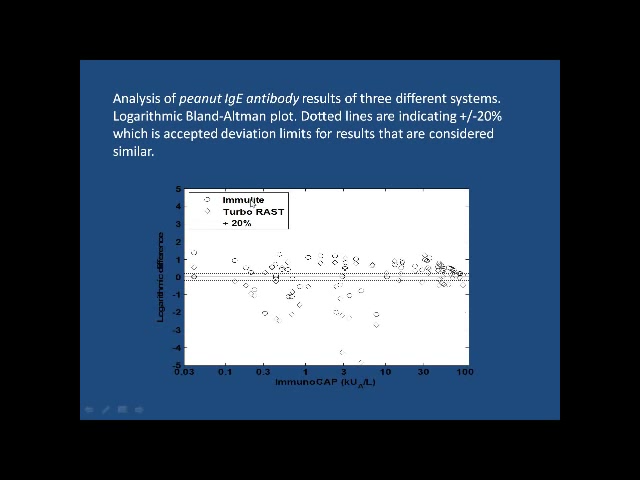 Analysis of peanut IgE antibody results of three different systems.
Logarithmic Bland-Altman plot. Dotted lines are indicating +/-20%
which is accepted deviation limits for results that are considered
similar.
5
Immulite
4
Turbo RAST
3
+ 20%
2
1
0
-1
-2
-3
-4
-5
Logarithmic difference
0.03 0.1 0.3 1 3 10 30 100
ImmunoCAP (kUA/L)